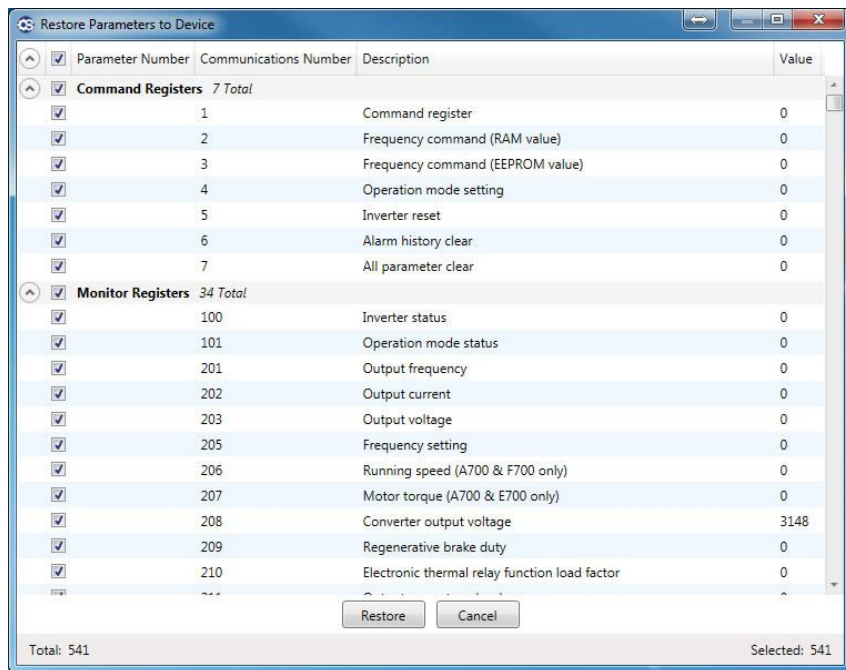 Restore Parameters to Device
Parameter Number Communications Number Description Value
Command Registers 7 Total
1 Command register 0
2 Frequency command (RAM value) 0
3 Frequency command (EEPROM value) 0
4 Operation mode setting 0
5 Inverter reset 0
6 Alarm history clear 0
7 All parameter clear 0
Monitor Registers 34 Total
100 Inverter status 0
101 Operation mode status 0
201 Output frequency 0
202 Output current 0
203 Output voltage 0
205 Frequency setting 0
206 Running speed (A700 & F700 only) 0
207 Motor torque (A700 & E700 only) 0
208 Converter output voltage 3148
209 Regenerative brake duty 0
210 Electronic thermal relay function load factor 0
Restore Cancel
Total: 541 Selected: 541